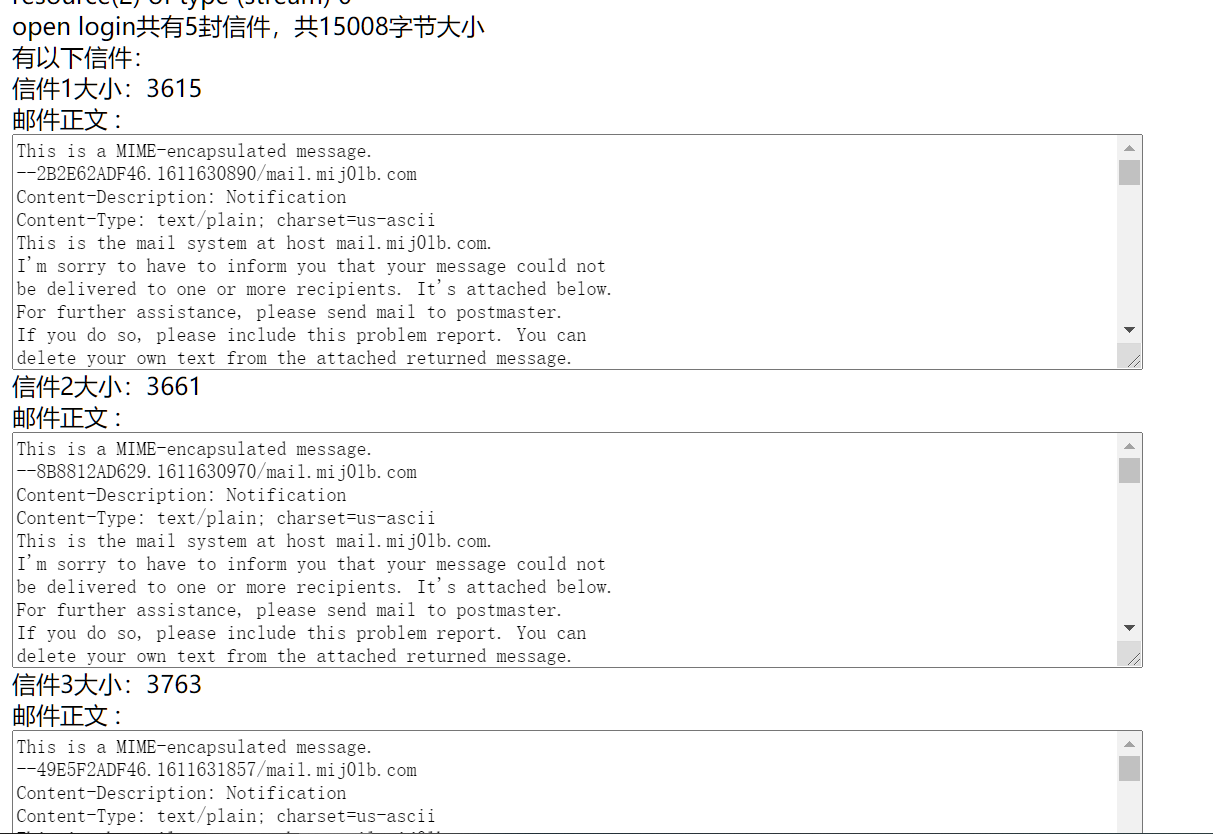 resource(2) of type (stream) 0
open login共有5封信件，共15008字节大小
有以下信件：
信件1大小：3615
邮件正文 :
This is a MIME-encapsulated message.
--2B2E62ADF46.1611630890/mail.mij0lb.com
Content-Description: Notification
Content-Type: text/plain; charset=us-ascii
This is the mail system at host mail.mij0lb.com.
I'm sorry to have to inform you that your message could not
be delivered to one or more recipients. It's attached below.
For further assistance, please send mail to postmaster.
If you do so, please include this problem report. You can
delete your own text from the attached returned message.
信件2大小：3661
邮件正文 :
This is a MIME-encapsulated message.
--8B8812AD629.1611630970/mail.mij0lb.com
Content-Description: Notification
Content-Type: text/plain; charset=us-ascii
This is the mail system at host mail.mij0lb.com.
I'm sorry to have to inform you that your message could not
be delivered to one or more recipients. It's attached below.
For further assistance, please send mail to postmaster.
If you do so, please include this problem report. You can
delete your own text from the attached returned message.
信件3大小：3763
邮件正文 :
This is a MIME-encapsulated message.
--49E5F2ADF46.1611631857/mail.mij0lb.com
Content-Description: Notification
Content-Type: text/plain; charset=us-ascii